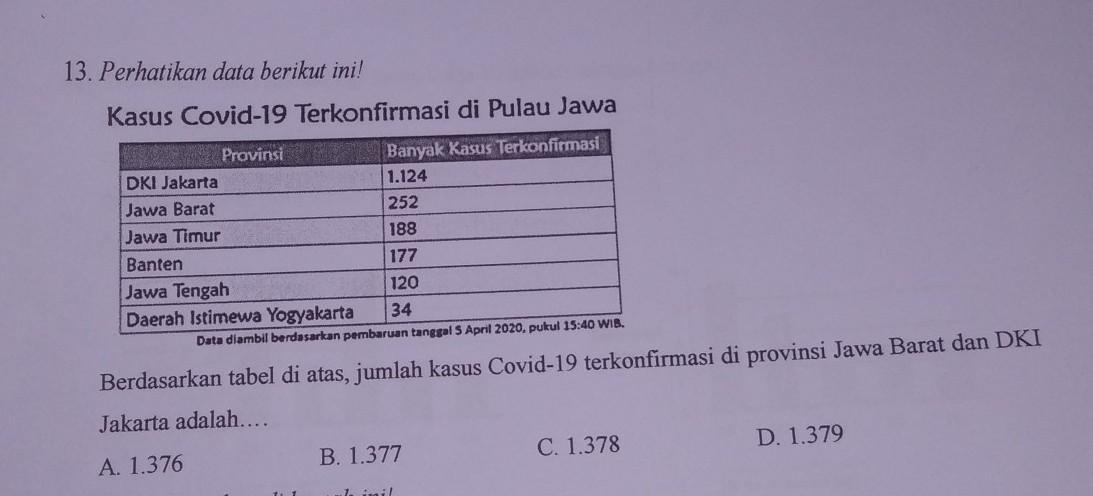 13. Perhatikan data berikut ini!
Kasus Covid-19 Terkonfirmasi di Pulau Jawa
Provinsi Banyak Kasus Terkonfirmasi
DKI Jakarta 1.124
Jawa Barat 252
Jawa Timur 188
Banten 177
Jawa Tengah 120
Daerah Istimewa Yogyakarta 34
Data diambil berdasarkan pembaruan tanggal 5 April 2020, pukul 15:40 WIB.
Berdasarkan tabel di atas, jumlah kasus Covid-19 terkonfirmasi di provinsi Jawa Barat dan DKI
Jakarta adalah....
A. 1.376 B. 1.377 C. 1.378 D. 1.379
ini!